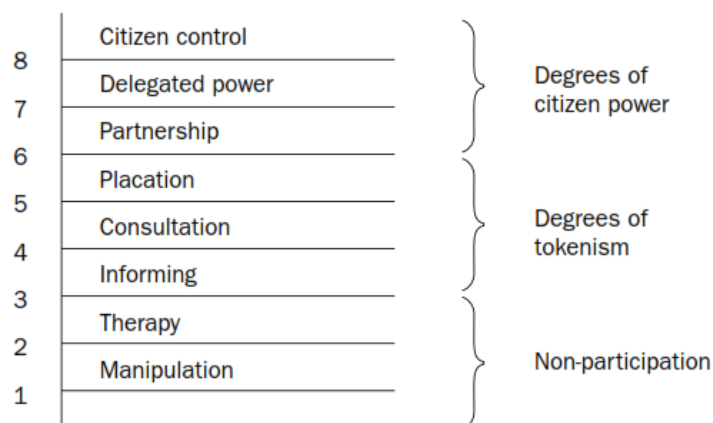 Citizen control
8
Delegated power
7
Partnership
6
Placation
5
Consultation
4
Informing
3
Therapy
2
Manipulation
1
Degrees of
citizen power
Degrees of
tokenism
Non-participation